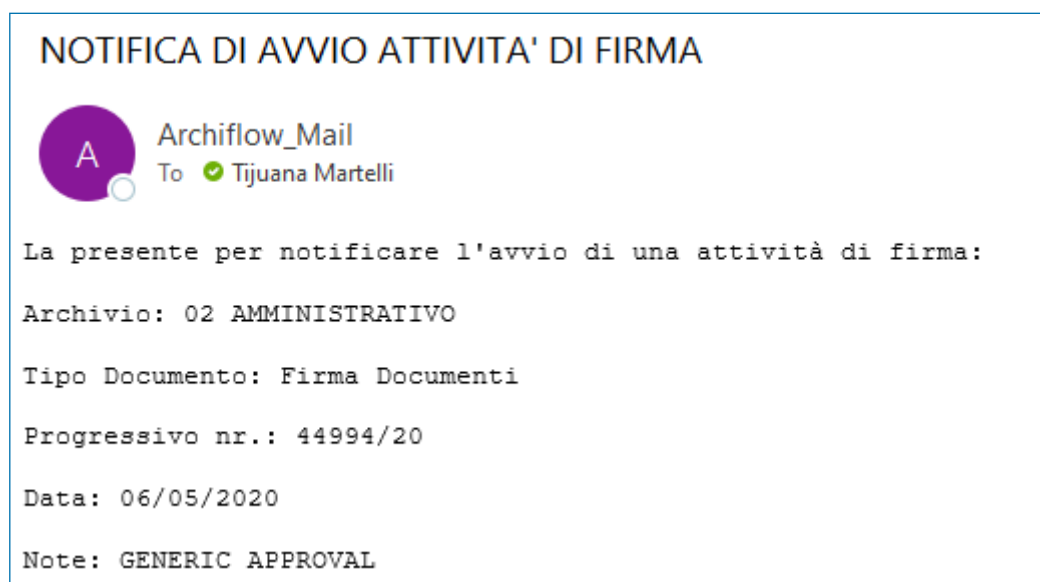 NOTIFICA DI AVVIO ATTIVITA' DI FIRMA
A
Archiflow_Mail
To Tijuana Martelli
La presente per notificare l'avvio di una attività di firma:
Archivio: 02 AMMINISTRATIVO
Tipo Documento: Firma Documenti
Progressivo nr.: 44994/20
Data: 06/05/2020
Note: GENERIC APPROVAL